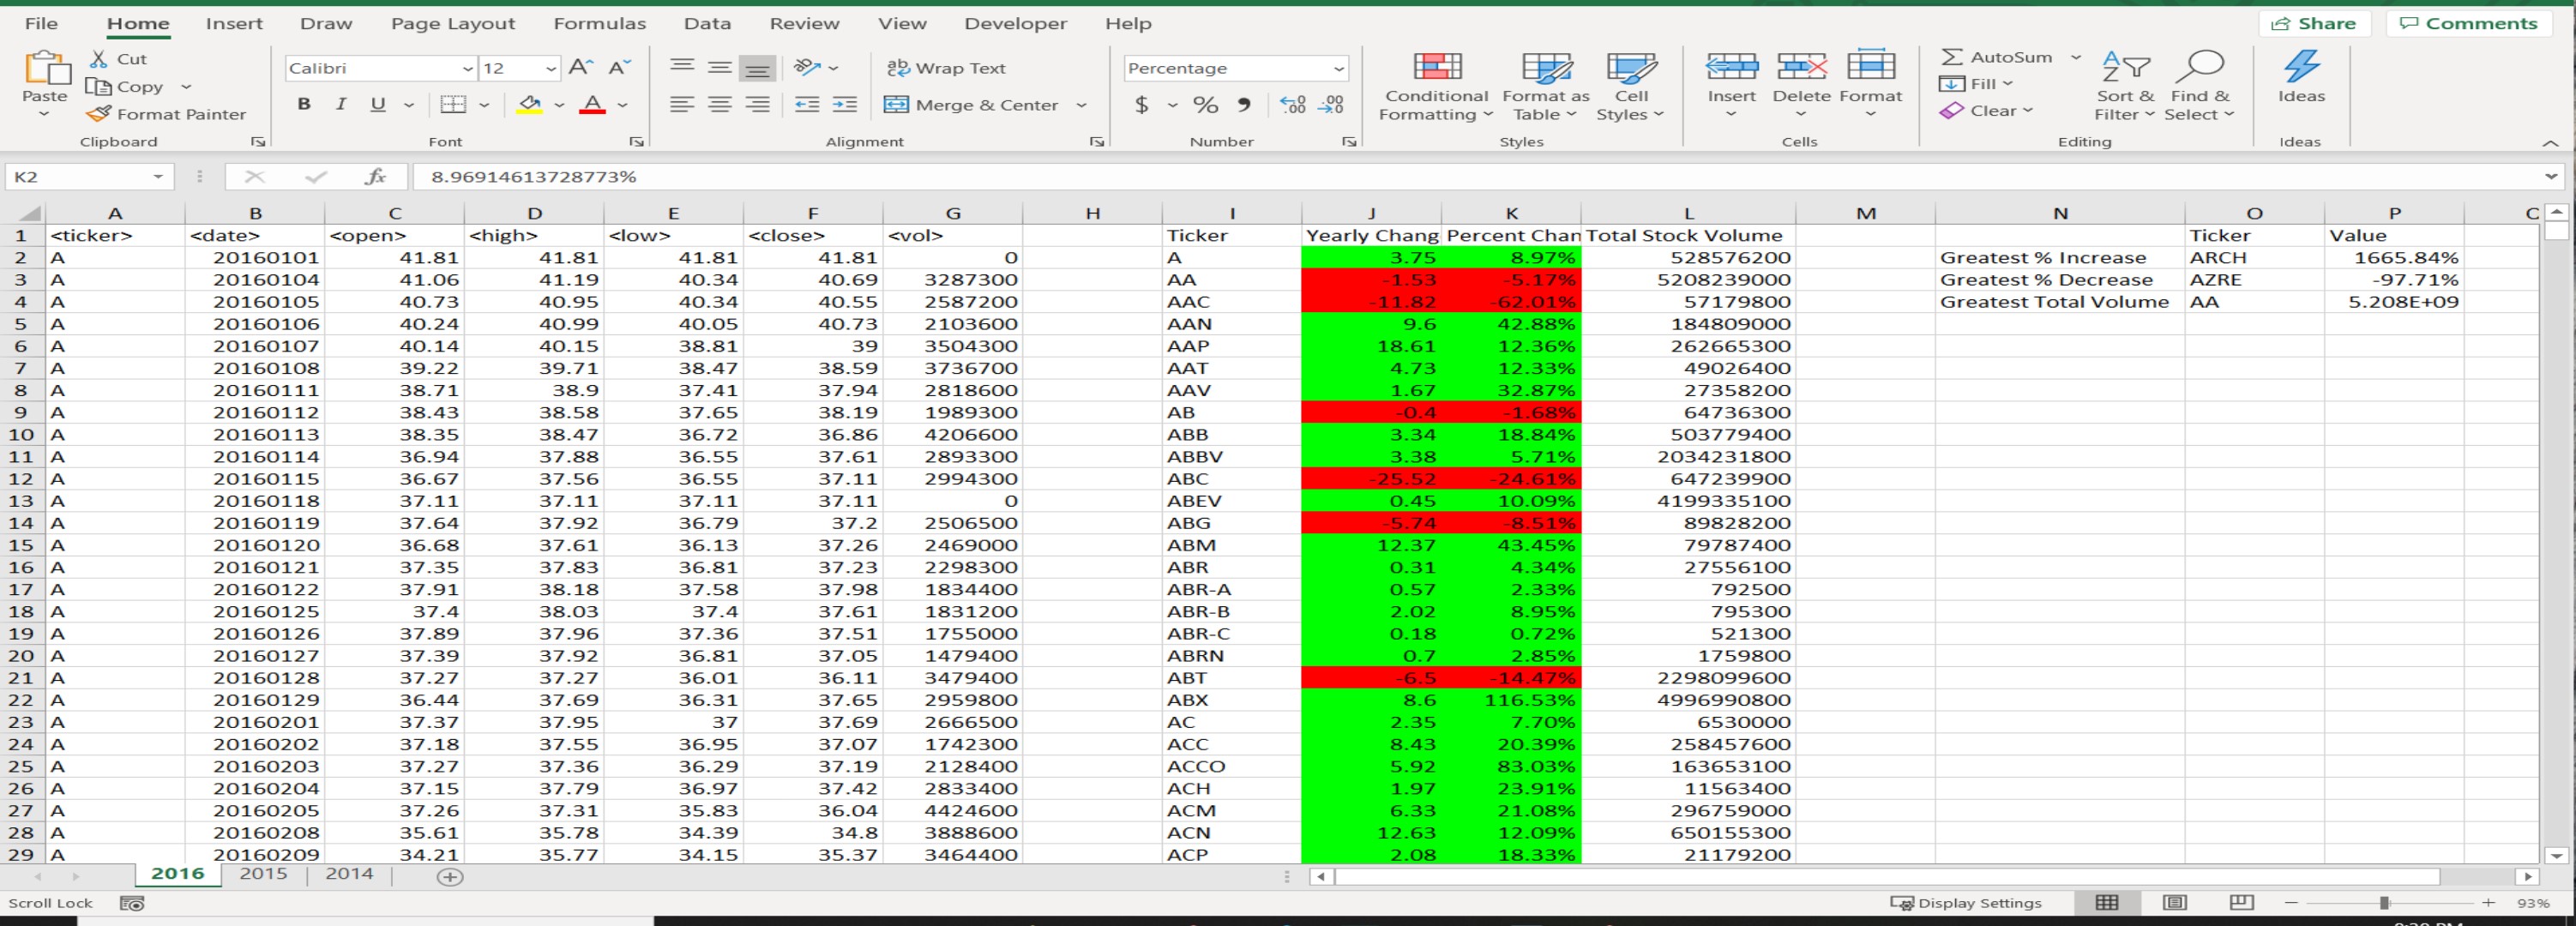 File Home Insert Draw Page Layout Formulas Data Review View Developer Help Share Comments
Paste Cut Copy Format Painter Clipboard
Calibri 12 A A B I U A Font
Wrap Text Merge & Center Alignment
Percentage $ % Number
Conditional Formatting Format as Table Cell Styles Styles
Insert Delete Format Cells
AutoSum Fill Clear Sort & Filter Find & Select Editing
Ideas Ideas
K2 fx 8.96914613728773%
A B C D E F G H I J K L M N O P
1 <ticker> <date> <open> <high> <low> <close> <vol> Ticker Yearly Chang Percent Chan Total Stock Volume Ticker Value
2 A 20160101 41.81 41.81 41.81 41.81 0 A 3.75 8.97% 528576200 Greatest % Increase ARCH 1665.84%
3 A 20160104 41.06 41.19 40.34 40.69 3287300 AA -1.53 -5.17% 5208239000 Greatest % Decrease AZRE -97.71%
4 A 20160105 40.73 40.95 40.34 40.55 2587200 AAC -11.82 -62.01% 57179800 Greatest Total Volume AA 5.208E+09
5 A 20160106 40.24 40.99 40.05 40.73 2103600 AAN 9.6 42.88% 184809000
6 A 20160107 40.14 40.15 38.81 39 3504300 AAP 18.61 12.36% 262665300
7 A 20160108 39.22 39.71 38.47 38.59 3736700 AAT 4.73 12.33% 49026400
8 A 20160111 38.71 38.9 37.41 37.94 2818600 AAV 1.67 32.87% 27358200
9 A 20160112 38.43 38.58 37.65 38.19 1989300 AB -0.4 -1.68% 64736300
10 A 20160113 38.35 38.47 36.72 36.86 4206600 ABB 3.34 18.84% 503779400
11 A 20160114 36.94 37.88 36.55 37.61 2893300 ABBV 3.38 5.71% 2034231800
12 A 20160115 36.67 37.56 36.55 37.11 2994300 ABC -25.52 -24.61% 647239900
13 A 20160118 37.11 37.11 37.11 37.11 0 ABEV 0.45 10.09% 4199335100
14 A 20160119 37.64 37.92 36.79 37.2 2506500 ABG -5.74 -8.51% 89828200
15 A 20160120 36.68 37.61 36.13 37.26 2469000 ABM 12.37 43.45% 79787400
16 A 20160121 37.35 37.83 36.81 37.23 2298300 ABR 0.31 4.34% 27556100
17 A 20160122 37.91 38.18 37.58 37.98 1834400 ABR-A 0.57 2.33% 792500
18 A 20160125 37.4 38.03 37.4 37.61 1831200 ABR-B 2.02 8.95% 795300
19 A 20160126 37.89 37.96 37.36 37.51 1755000 ABR-C 0.18 0.72% 521300
20 A 20160127 37.39 37.92 36.81 37.05 1479400 ABRN 0.7 2.85% 1759800
21 A 20160128 37.27 37.27 36.01 36.11 3479400 ABT -6.5 -14.47% 2298099600
22 A 20160129 36.44 37.69 36.31 37.65 2959800 ABX 8.6 116.53% 4996990800
23 A 20160201 37.37 37.95 37 37.69 2666500 AC 2.35 7.70% 6530000
24 A 20160202 37.18 37.55 36.95 37.07 1742300 ACC 8.43 20.39% 258457600
25 A 20160203 37.27 37.36 36.29 37.19 2128400 ACCO 5.92 83.03% 163653100
26 A 20160204 37.15 37.79 36.97 37.42 2833400 ACH 1.97 23.91% 11563400
27 A 20160205 37.26 37.31 35.83 36.04 4424600 ACM 6.33 21.08% 296759000
28 A 20160208 35.61 35.78 34.39 34.8 3888600 ACN 12.63 12.09% 650155300
29 A 20160209 34.21 35.77 34.15 35.37 3464400 ACP 2.08 18.33% 21179200
2016 2015 2014
Scroll Lock Display Settings 93%